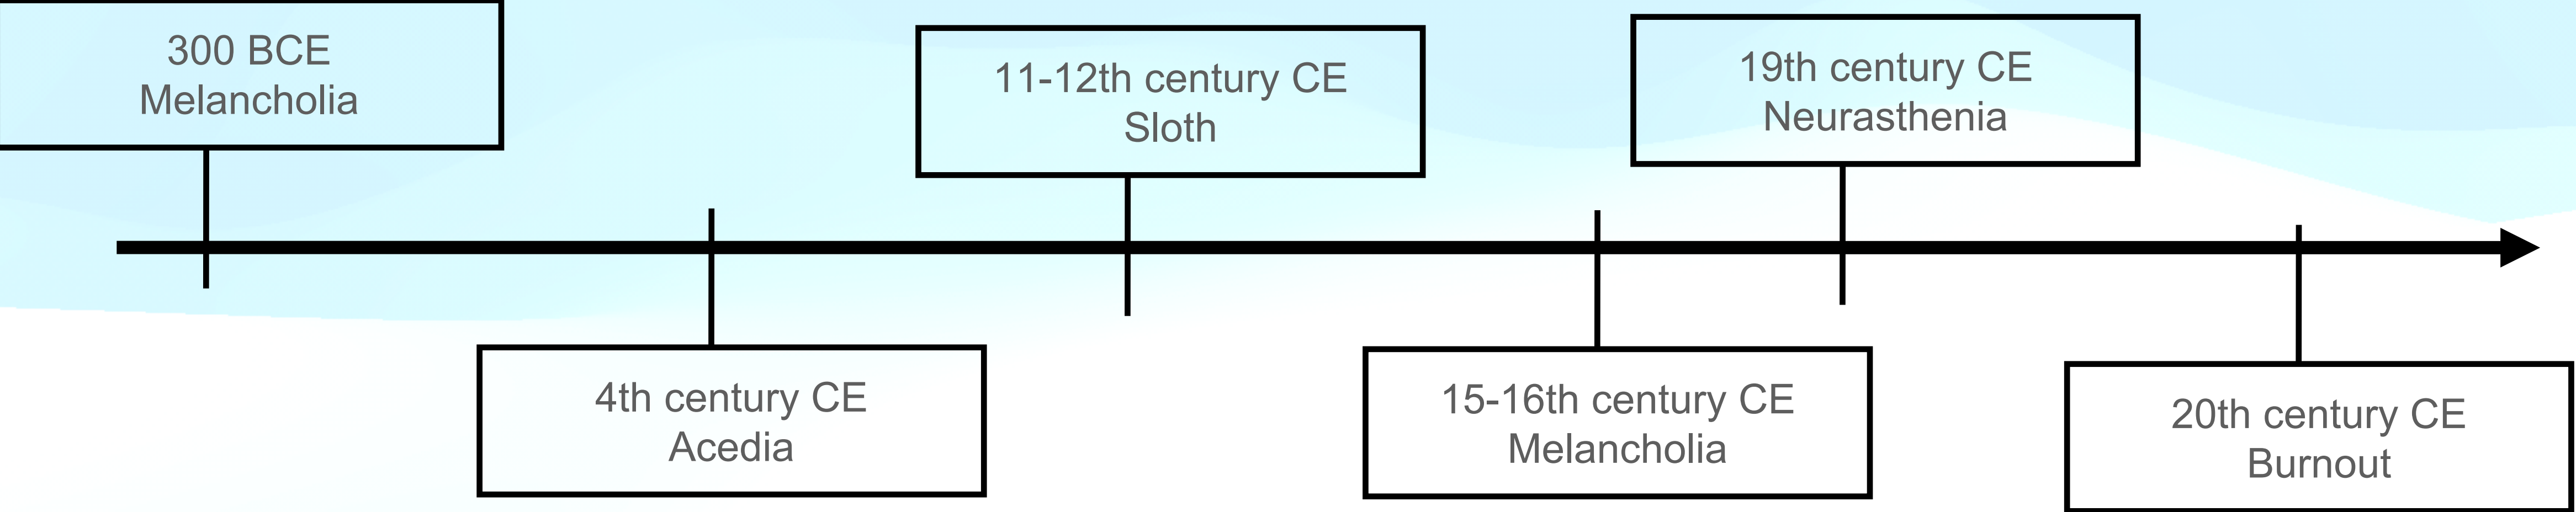 300 BCE
Melancholia
4th century CE
Acedia
11-12th century CE
Sloth
15-16th century CE
Melancholia
19th century CE
Neurasthenia
20th century CE
Burnout